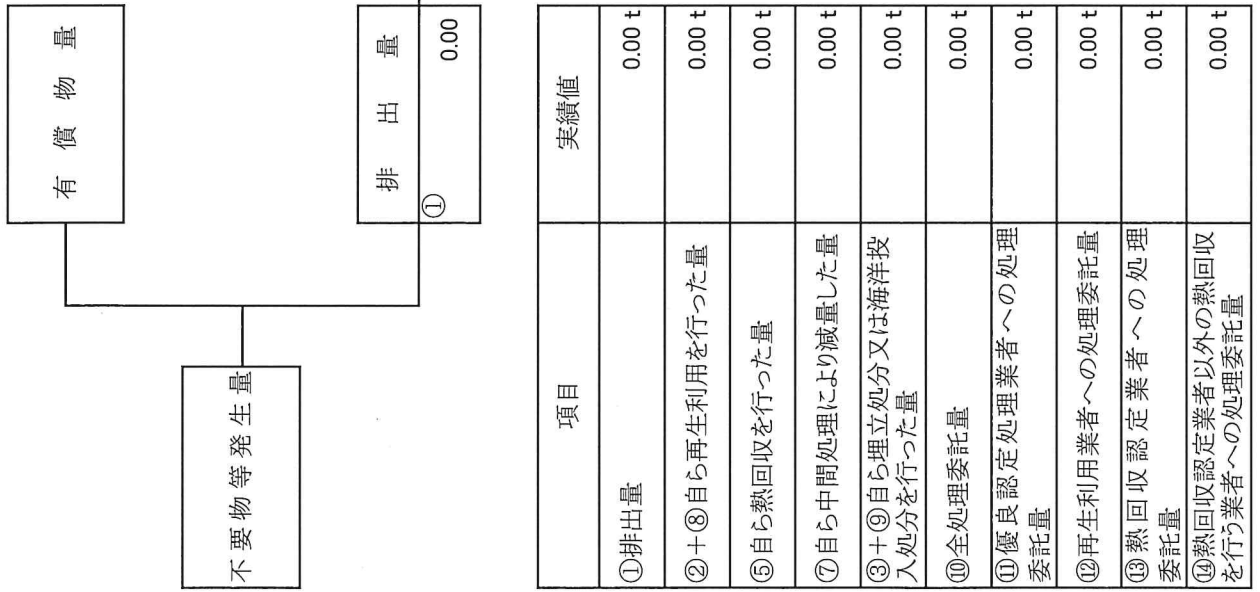 有償物量
不要物等発生量
排出量
① 0.00
項目 実績値
①排出量 0.00 t
②+⑧自ら再生利用を行った量 0.00 t
⑤自ら熱回収を行った量 0.00 t
⑦自ら中間処理により減量した量 0.00 t
③+⑨自ら埋立処分又は海洋投
入処分を行った量 0.00 t
⑩全処理委託量 0.00 t
⑪優良認定処理業者への処理
委託量 0.00 t
⑫再生利用業者への処理委託量 0.00 t
⑬熱回収認定業者への処理
委託量 0.00 t
⑭熱回収認定業者以外の熱回収
を行う業者への処理委託量 0.00 t